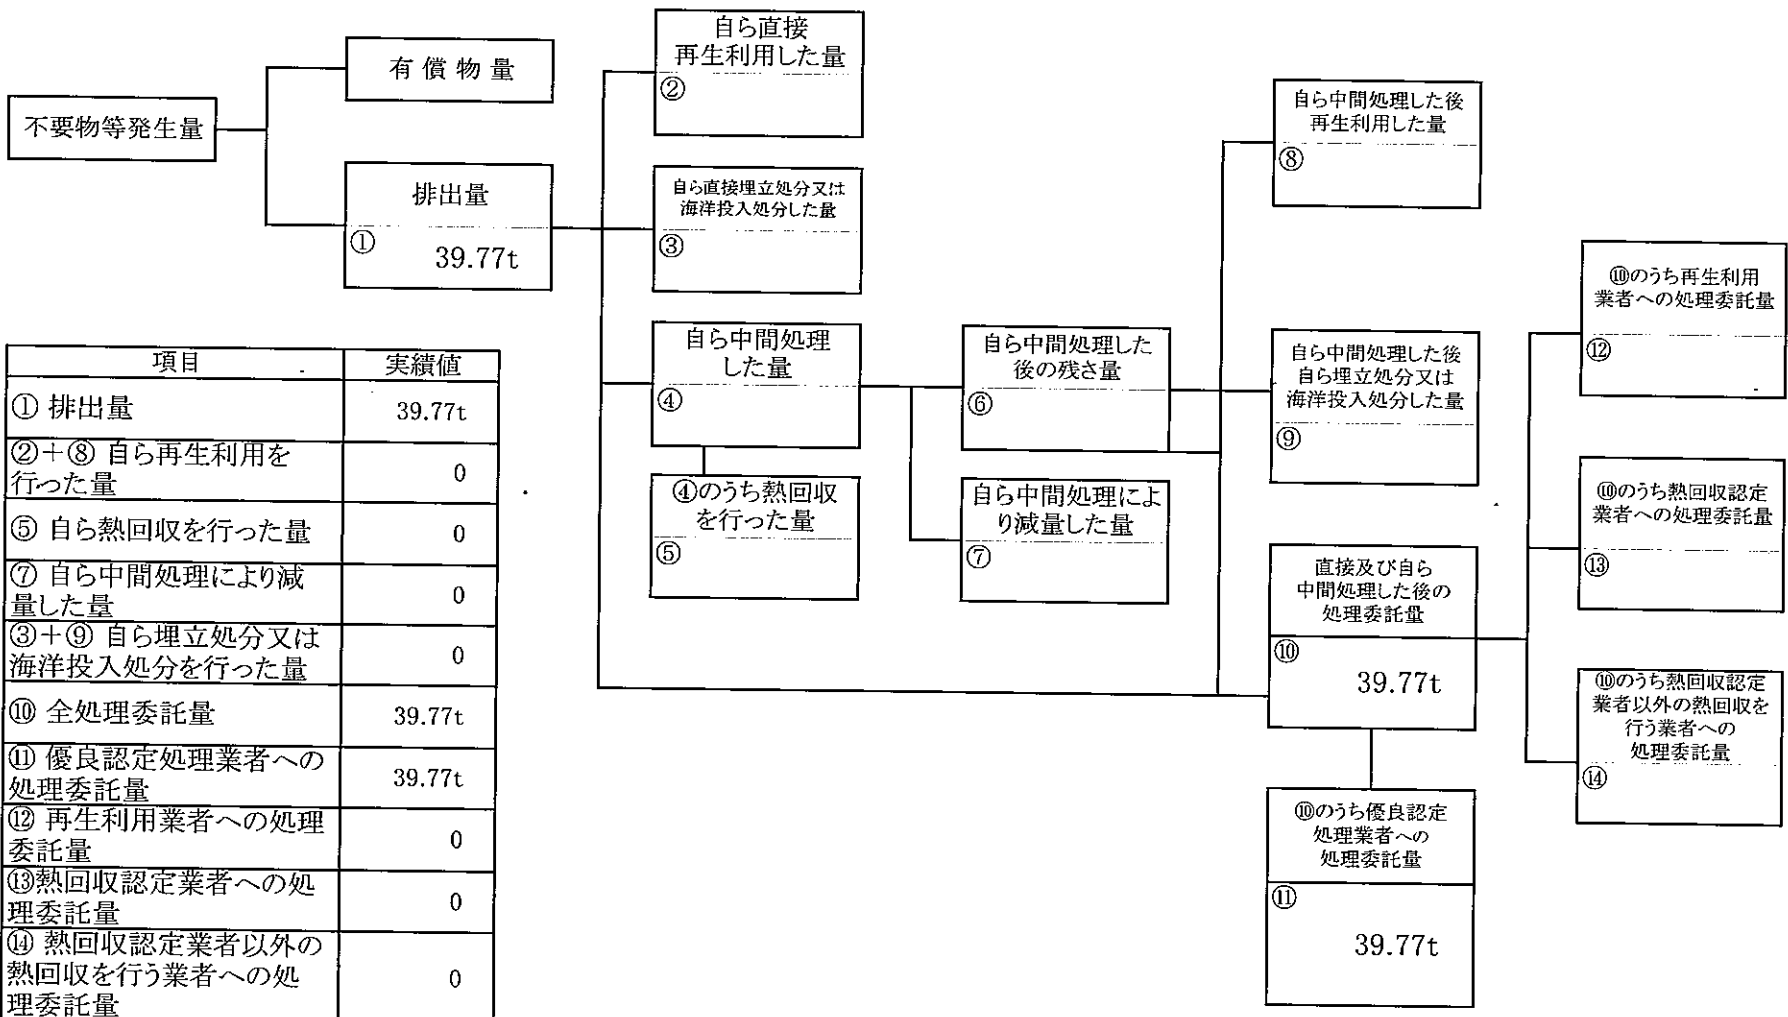 不要物等発生量
有償物量
排出量
①
39.77t
自ら直接
再生利用した量
②
自ら直接埋立処分又は
海洋投入処分した量
③
自ら中間処理
した量
④
④のうち熱回収
を行った量
⑤
自ら中間処理した
後の残さ量
⑥
自ら中間処理によ
り減量した量
⑦
自ら中間処理した後
再生利用した量
⑧
自ら中間処理した後
自ら埋立処分又は
海洋投入処分した量
⑨
直接及び自ら
中間処理した後の
処理委託量
⑩
39.77t
⑩のうち優良認定
処理業者への
処理委託量
⑪
39.77t
⑩のうち再生利用
業者への処理委託量
⑫
⑩のうち熱回収認定
業者への処理委託量
⑬
⑩のうち熱回収認定
業者以外の熱回収を
行う業者への
処理委託量
⑭
項目 実績値
① 排出量 39.77t
②+⑧ 自ら再生利用を
行った量 0
⑤ 自ら熱回収を行った量 0
⑦ 自ら中間処理により減
量した量 0
③+⑨ 自ら埋立処分又は
海洋投入処分を行った量 0
⑩ 全処理委託量 39.77t
⑪ 優良認定処理業者への
処理委託量 39.77t
⑫ 再生利用業者への処理
委託量 0
⑬熱回収認定業者への処
理委託量 0
⑭ 熱回収認定業者以外の
熱回収を行う業者への処
理委託量 0